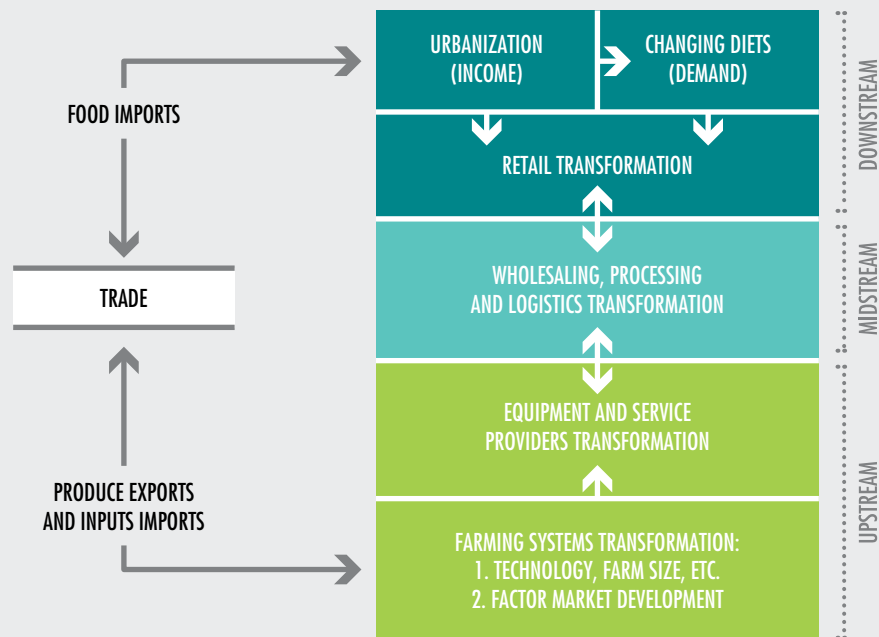 URBANIZATION
(INCOME)
CHANGING DIETS
(DEMAND)
DOWNSTREAM
FOOD IMPORTS
RETAIL TRANSFORMATION
TRADE
WHOLESALING, PROCESSING
AND LOGISTICS TRANSFORMATION
MIDSTREAM
EQUIPMENT AND SERVICE
PROVIDERS TRANSFORMATION
UPSTREAM
PRODUCE EXPORTS
AND INPUTS IMPORTS
FARMING SYSTEMS TRANSFORMATION:
1. TECHNOLOGY, FARM SIZE, ETC.
2. FACTOR MARKET DEVELOPMENT